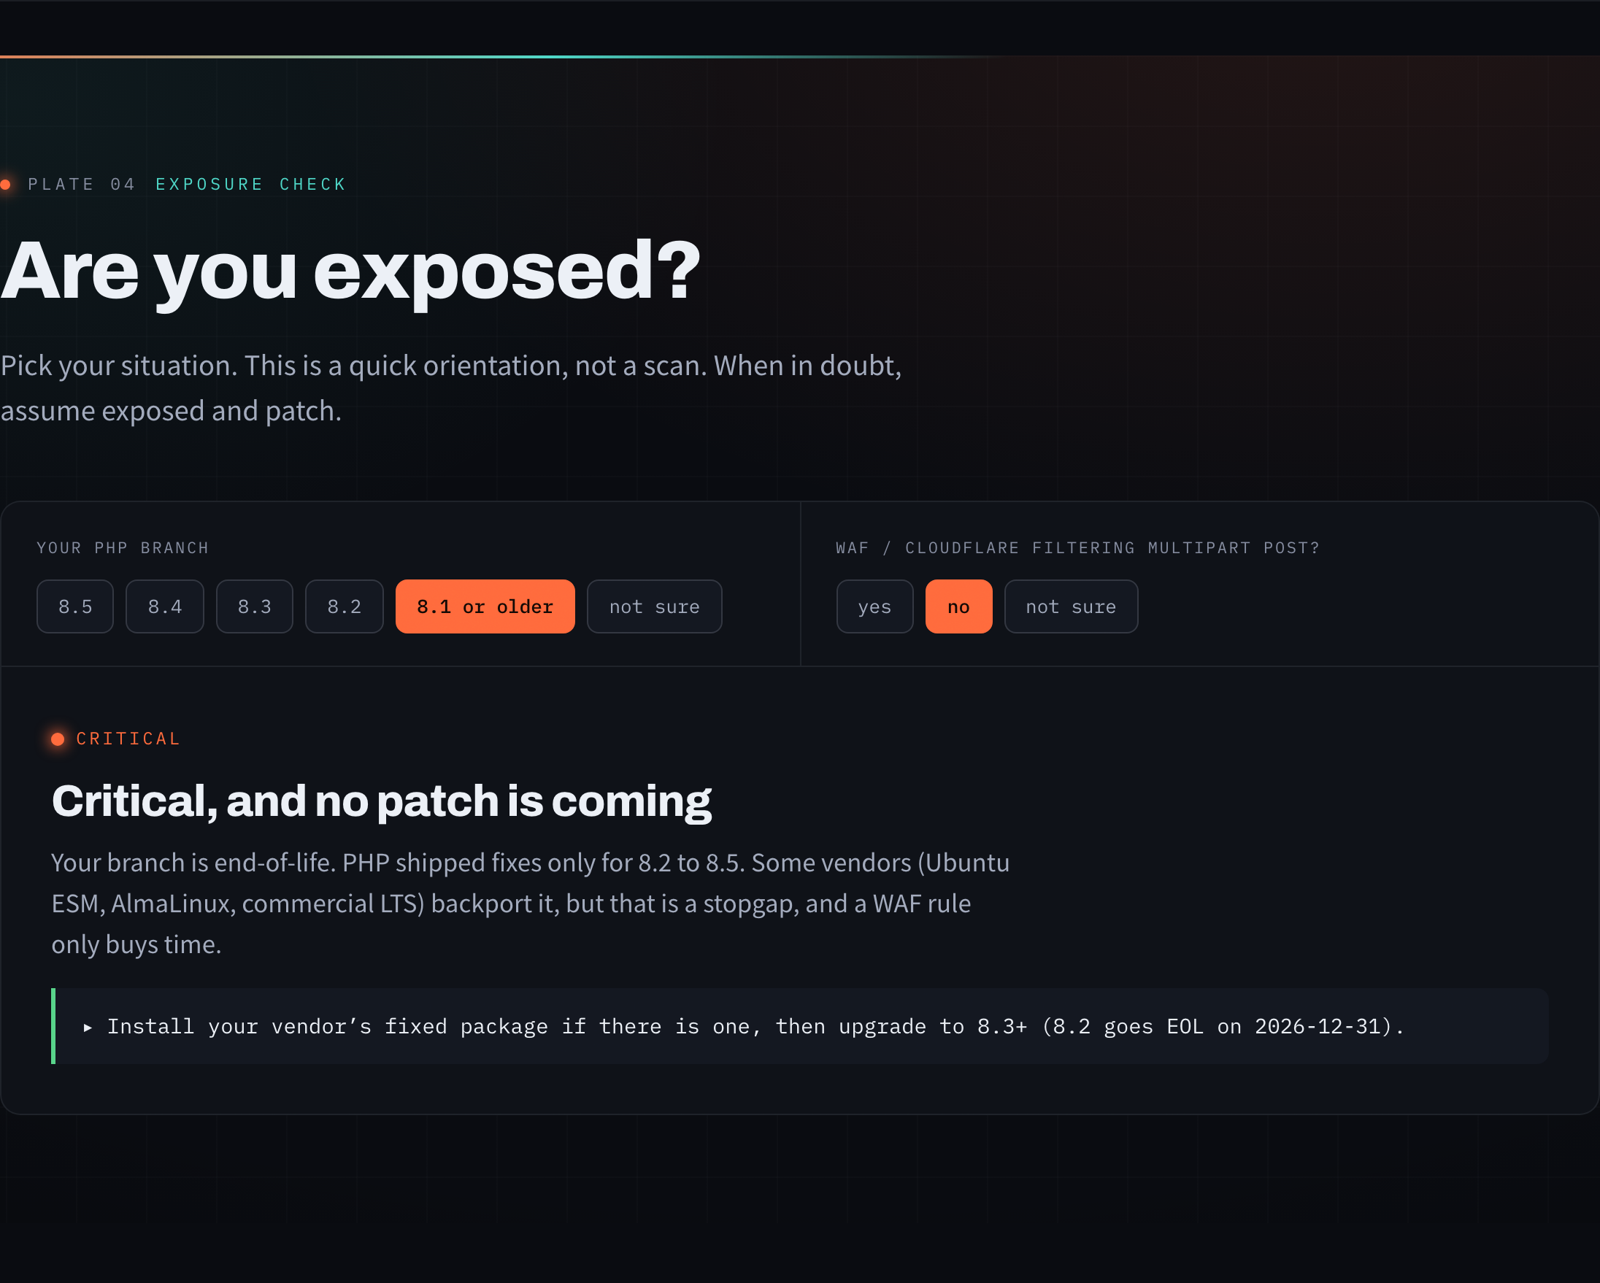 PLATE 04 EXPOSURE CHECK
Are you exposed?
Pick your situation. This is a quick orientation, not a scan. When in doubt,
assume exposed and patch.
YOUR PHP BRANCH
8.5 8.4 8.3 8.2 8.1 or older not sure
WAF / CLOUDFLARE FILTERING MULTIPART POST?
yes no not sure
CRITICAL
Critical, and no patch is coming
Your branch is end-of-life. PHP shipped fixes only for 8.2 to 8.5. Some vendors (Ubuntu
ESM, AlmaLinux, commercial LTS) backport it, but that is a stopgap, and a WAF rule
only buys time.
▸ Install your vendor’s fixed package if there is one, then upgrade to 8.3+ (8.2 goes EOL on 2026-12-31).